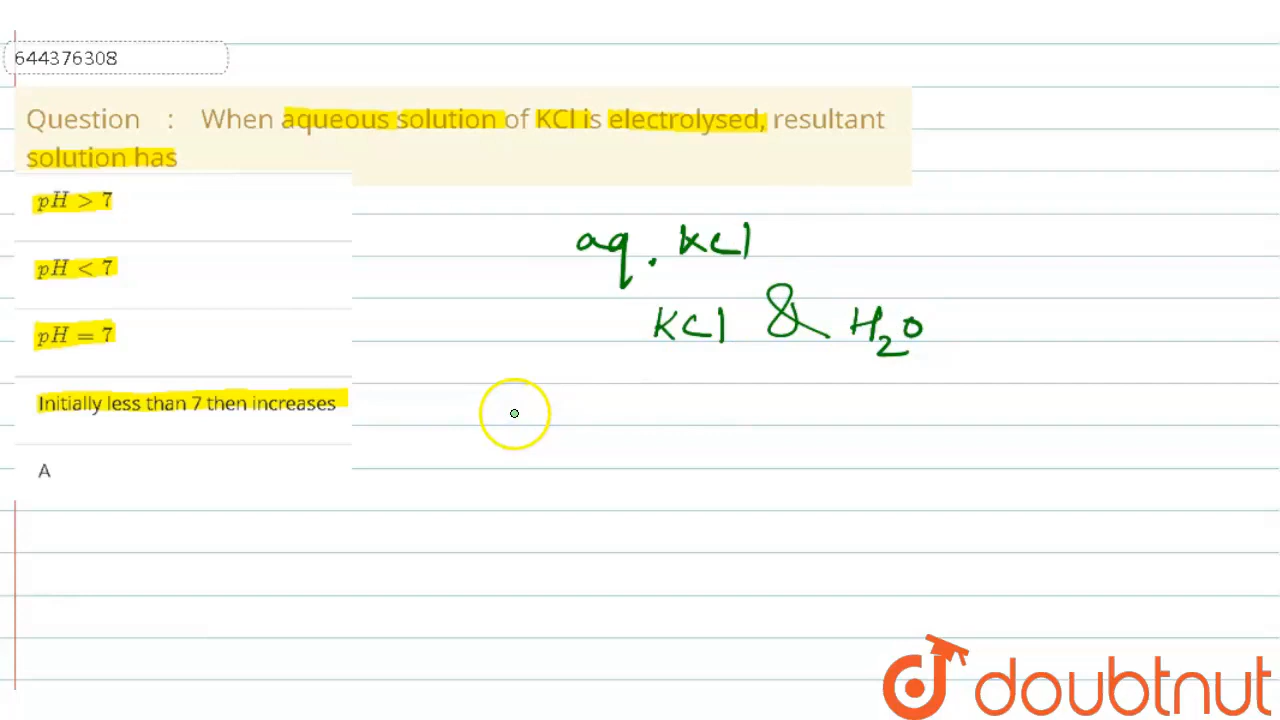 644376308
Question : When aqueous solution of KCl is electrolysed, resultant
solution has
pH > 7
pH < 7
pH = 7
Initially less than 7 then increases
A
aq. KCl
KCl & H2O
doubtnut